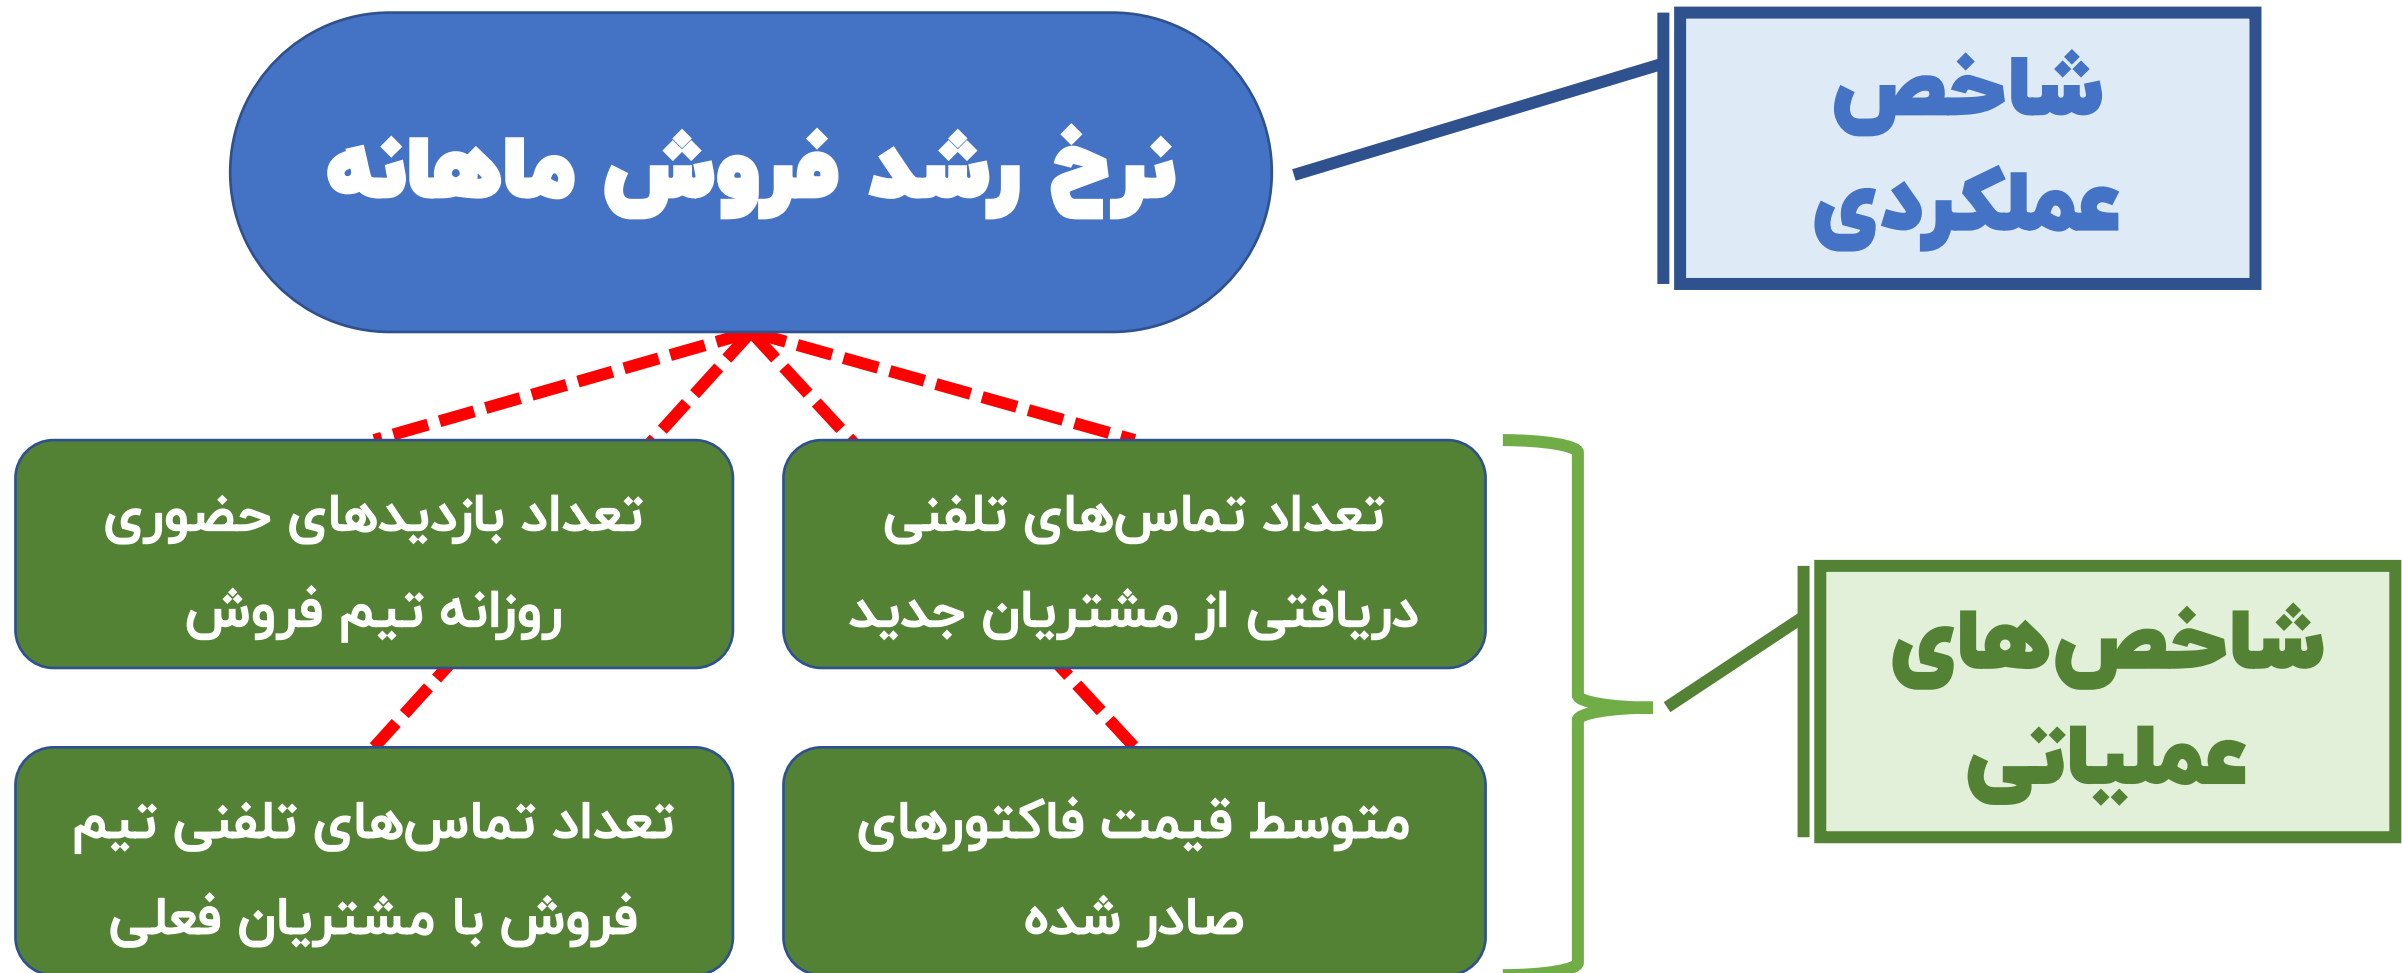 شاخص
عملکردی
نرخ رشد فروش ماهانه
تعداد تماس‌های تلفنی
دریافتی از مشتریان جدید
تعداد بازدیدهای حضوری
روزانه تیم فروش
شاخص‌های
عملیاتی
متوسط قیمت فاکتورهای
صادر شده
تعداد تماس‌های تلفنی تیم
فروش با مشتریان فعلی